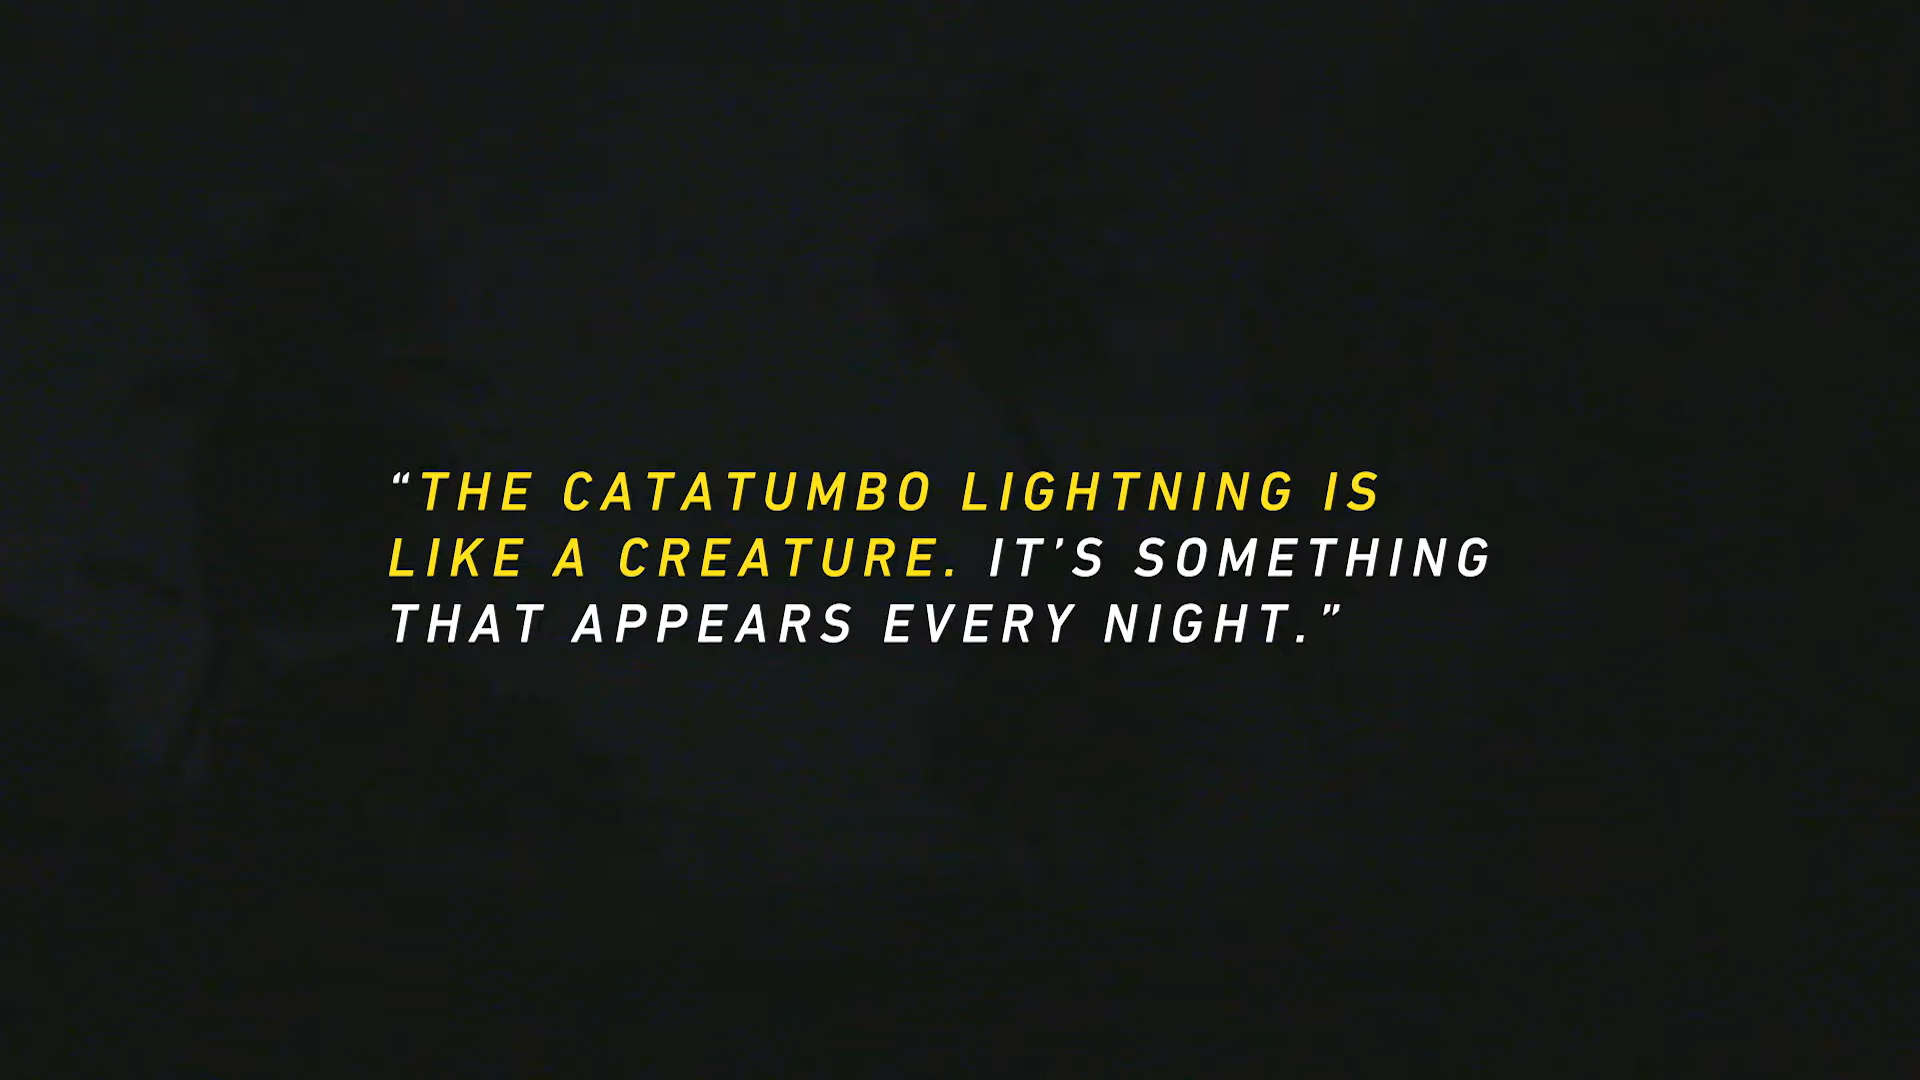 “THE CATATUMBO LIGHTNING IS
LIKE A CREATURE. IT’S SOMETHING
THAT APPEARS EVERY NIGHT.”